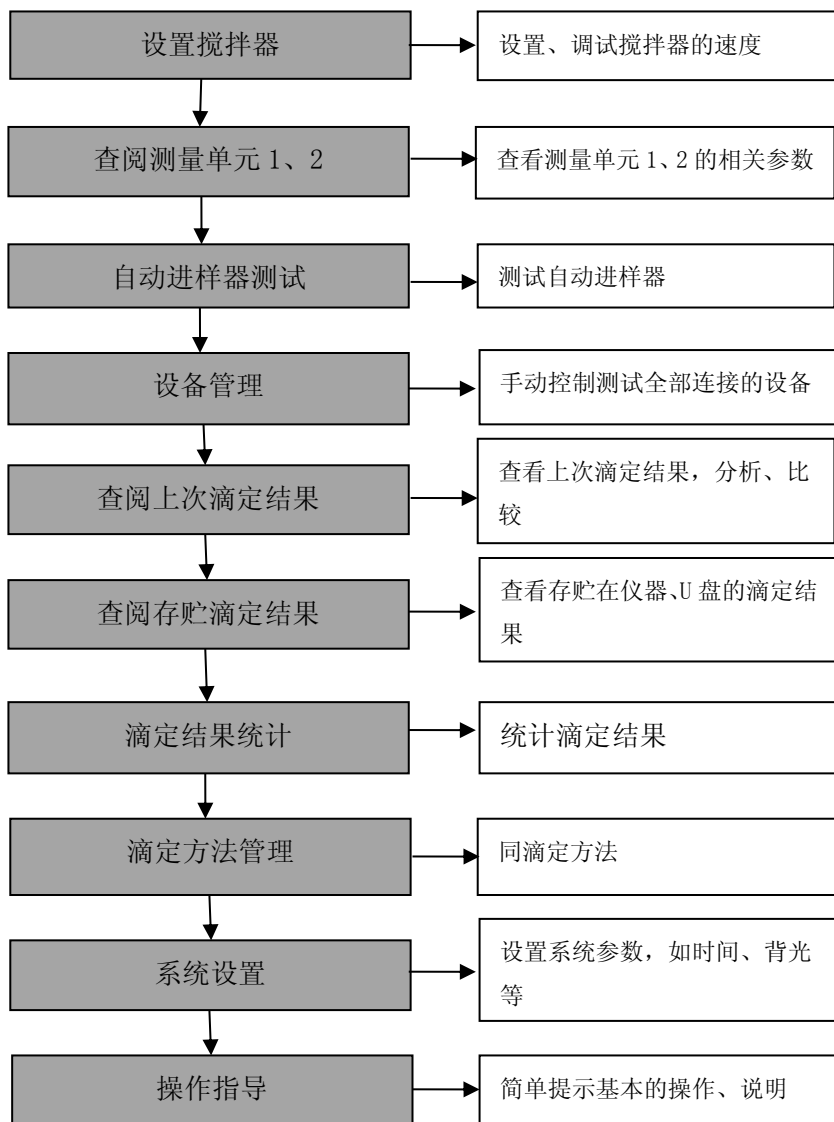 设置搅拌器
设置、调试搅拌器的速度
查阅测量单元 1、2
查看测量单元 1、2 的相关参数
自动进样器测试
测试自动进样器
设备管理
手动控制测试全部连接的设备
查阅上次滴定结果
查看上次滴定结果，分析、比
较
查阅存贮滴定结果
查看存贮在仪器、U 盘的滴定结
果
滴定结果统计
统计滴定结果
滴定方法管理
同滴定方法
系统设置
设置系统参数，如时间、背光
等
操作指导
简单提示基本的操作、说明